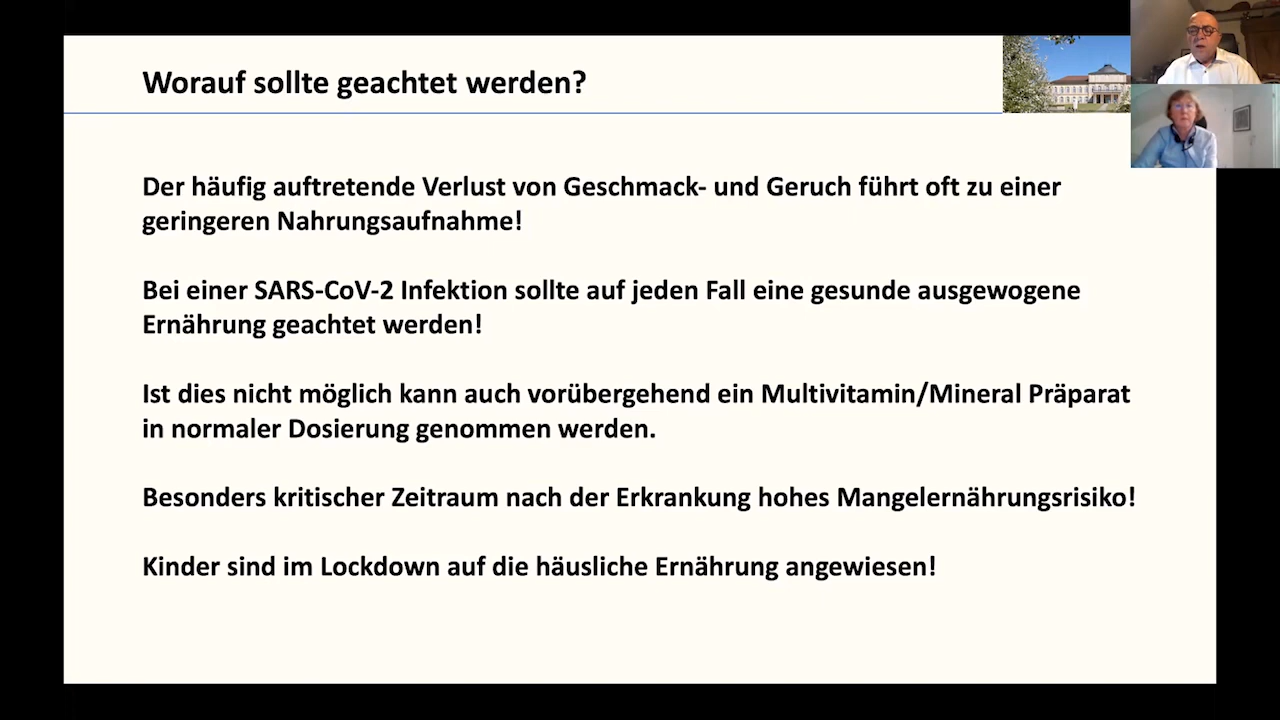 Worauf sollte geachtet werden?
Der häufig auftretende Verlust von Geschmack- und Geruch führt oft zu einer
geringeren Nahrungsaufnahme!
Bei einer SARS-CoV-2 Infektion sollte auf jeden Fall eine gesunde ausgewogene
Ernährung geachtet werden!
Ist dies nicht möglich kann auch vorübergehend ein Multivitamin/Mineral Präparat
in normaler Dosierung genommen werden.
Besonders kritischer Zeitraum nach der Erkrankung hohes Mangelernährungsrisiko!
Kinder sind im Lockdown auf die häusliche Ernährung angewiesen!